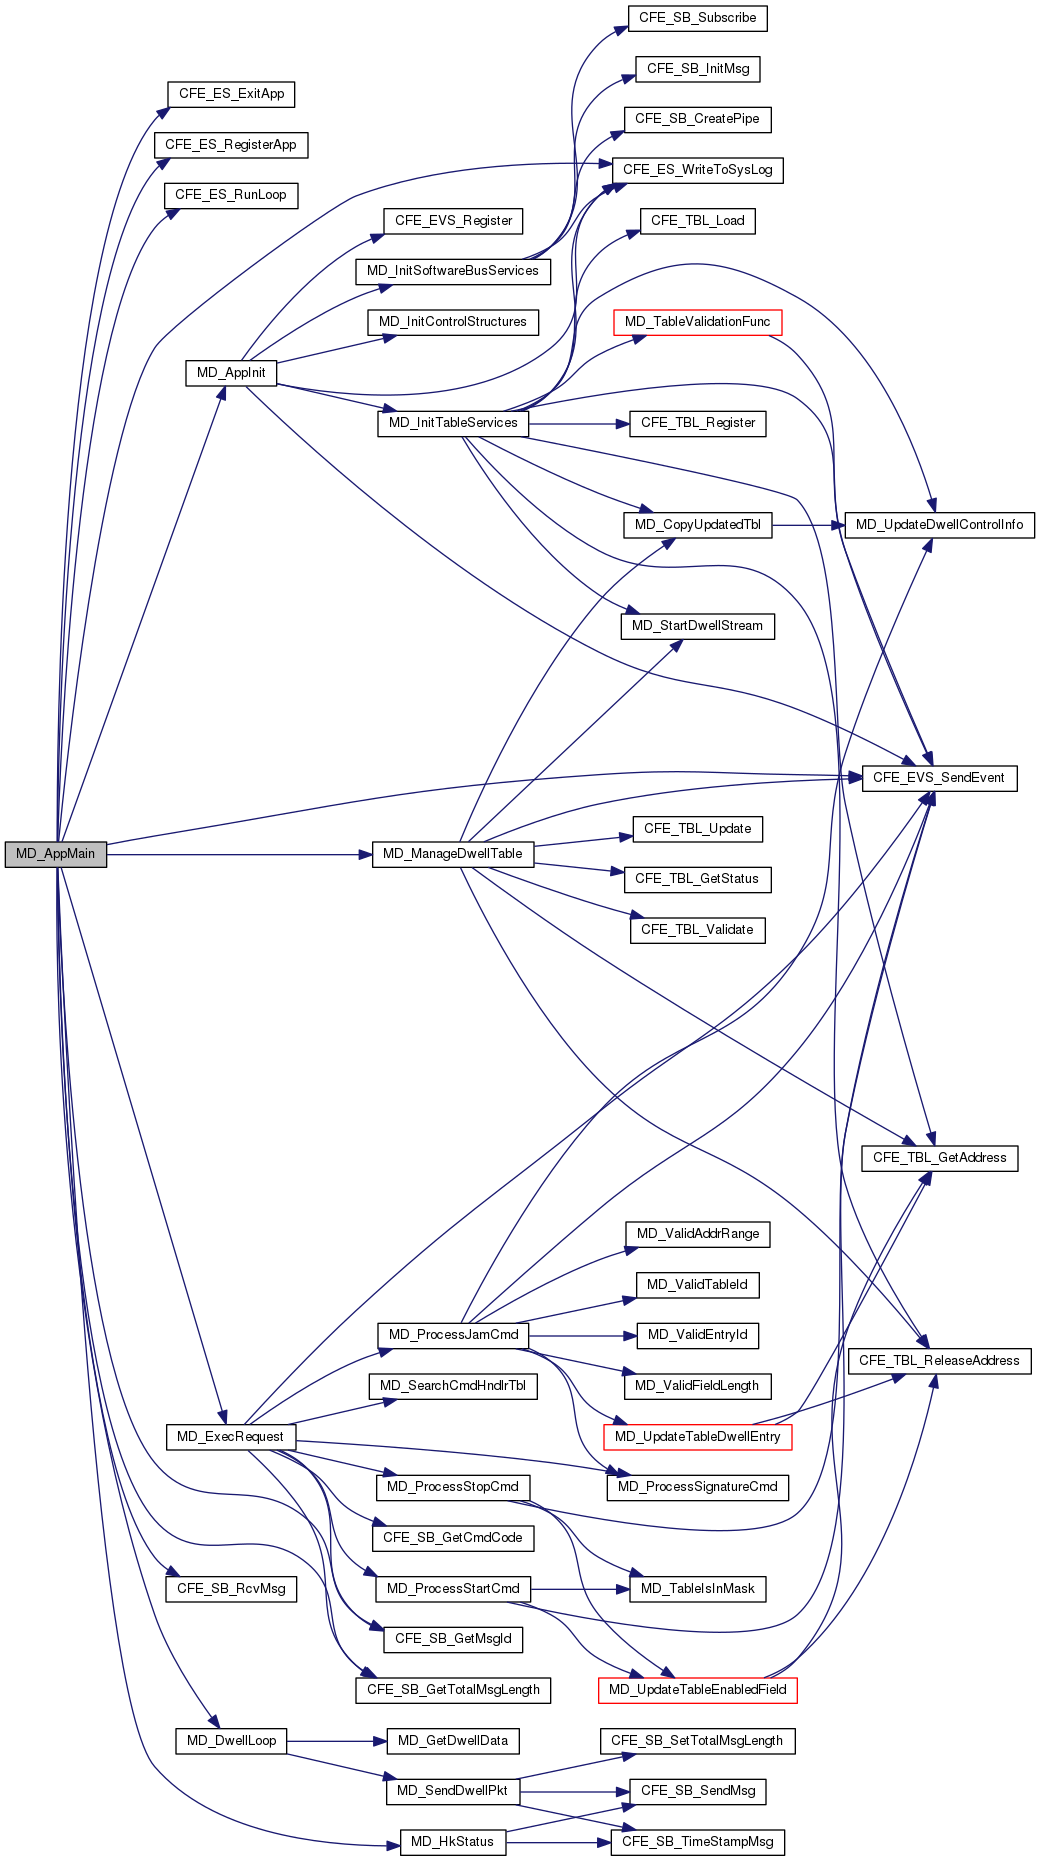 CFE_SB_Subscribe
CFE_SB_InitMsg
CFE_ES_ExitApp
CFE_SB_CreatePipe
CFE_ES_RegisterApp
CFE_ES_WriteToSysLog
CFE_ES_RunLoop
CFE_EVS_Register
CFE_TBL_Load
MD_InitSoftwareBusServices
MD_InitControlStructures
MD_TableValidationFunc
MD_AppInit
MD_InitTableServices
CFE_TBL_Register
MD_CopyUpdatedTbl
MD_UpdateDwellControlInfo
MD_StartDwellStream
CFE_EVS_SendEvent
CFE_TBL_Update
MD_AppMain
MD_ManageDwellTable
CFE_TBL_GetStatus
CFE_TBL_Validate
CFE_TBL_GetAddress
MD_ValidAddrRange
MD_ValidTableId
MD_ProcessJamCmd
MD_ValidEntryId
CFE_TBL_ReleaseAddress
MD_SearchCmdHndlrTbl
MD_ValidFieldLength
MD_ExecRequest
MD_UpdateTableDwellEntry
MD_ProcessStopCmd
MD_ProcessSignatureCmd
CFE_SB_GetCmdCode
CFE_SB_RcvMsg
MD_ProcessStartCmd
MD_TableIsInMask
CFE_SB_GetMsgId
CFE_SB_GetTotalMsgLength
MD_UpdateTableEnabledField
MD_DwellLoop
MD_GetDwellData
CFE_SB_SetTotalMsgLength
MD_SendDwellPkt
CFE_SB_SendMsg
MD_HkStatus
CFE_SB_TimeStampMsg